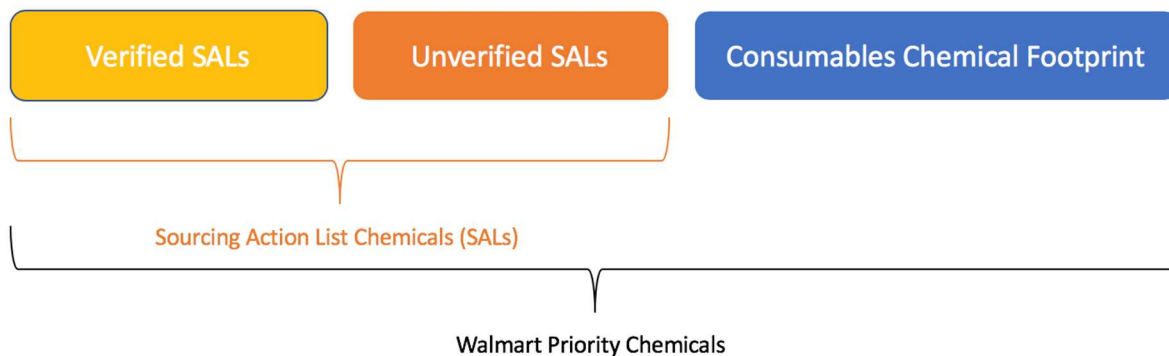 Verified SALs
Unverified SALs
Consumables Chemical Footprint
Sourcing Action List Chemicals (SALs)
Walmart Priority Chemicals